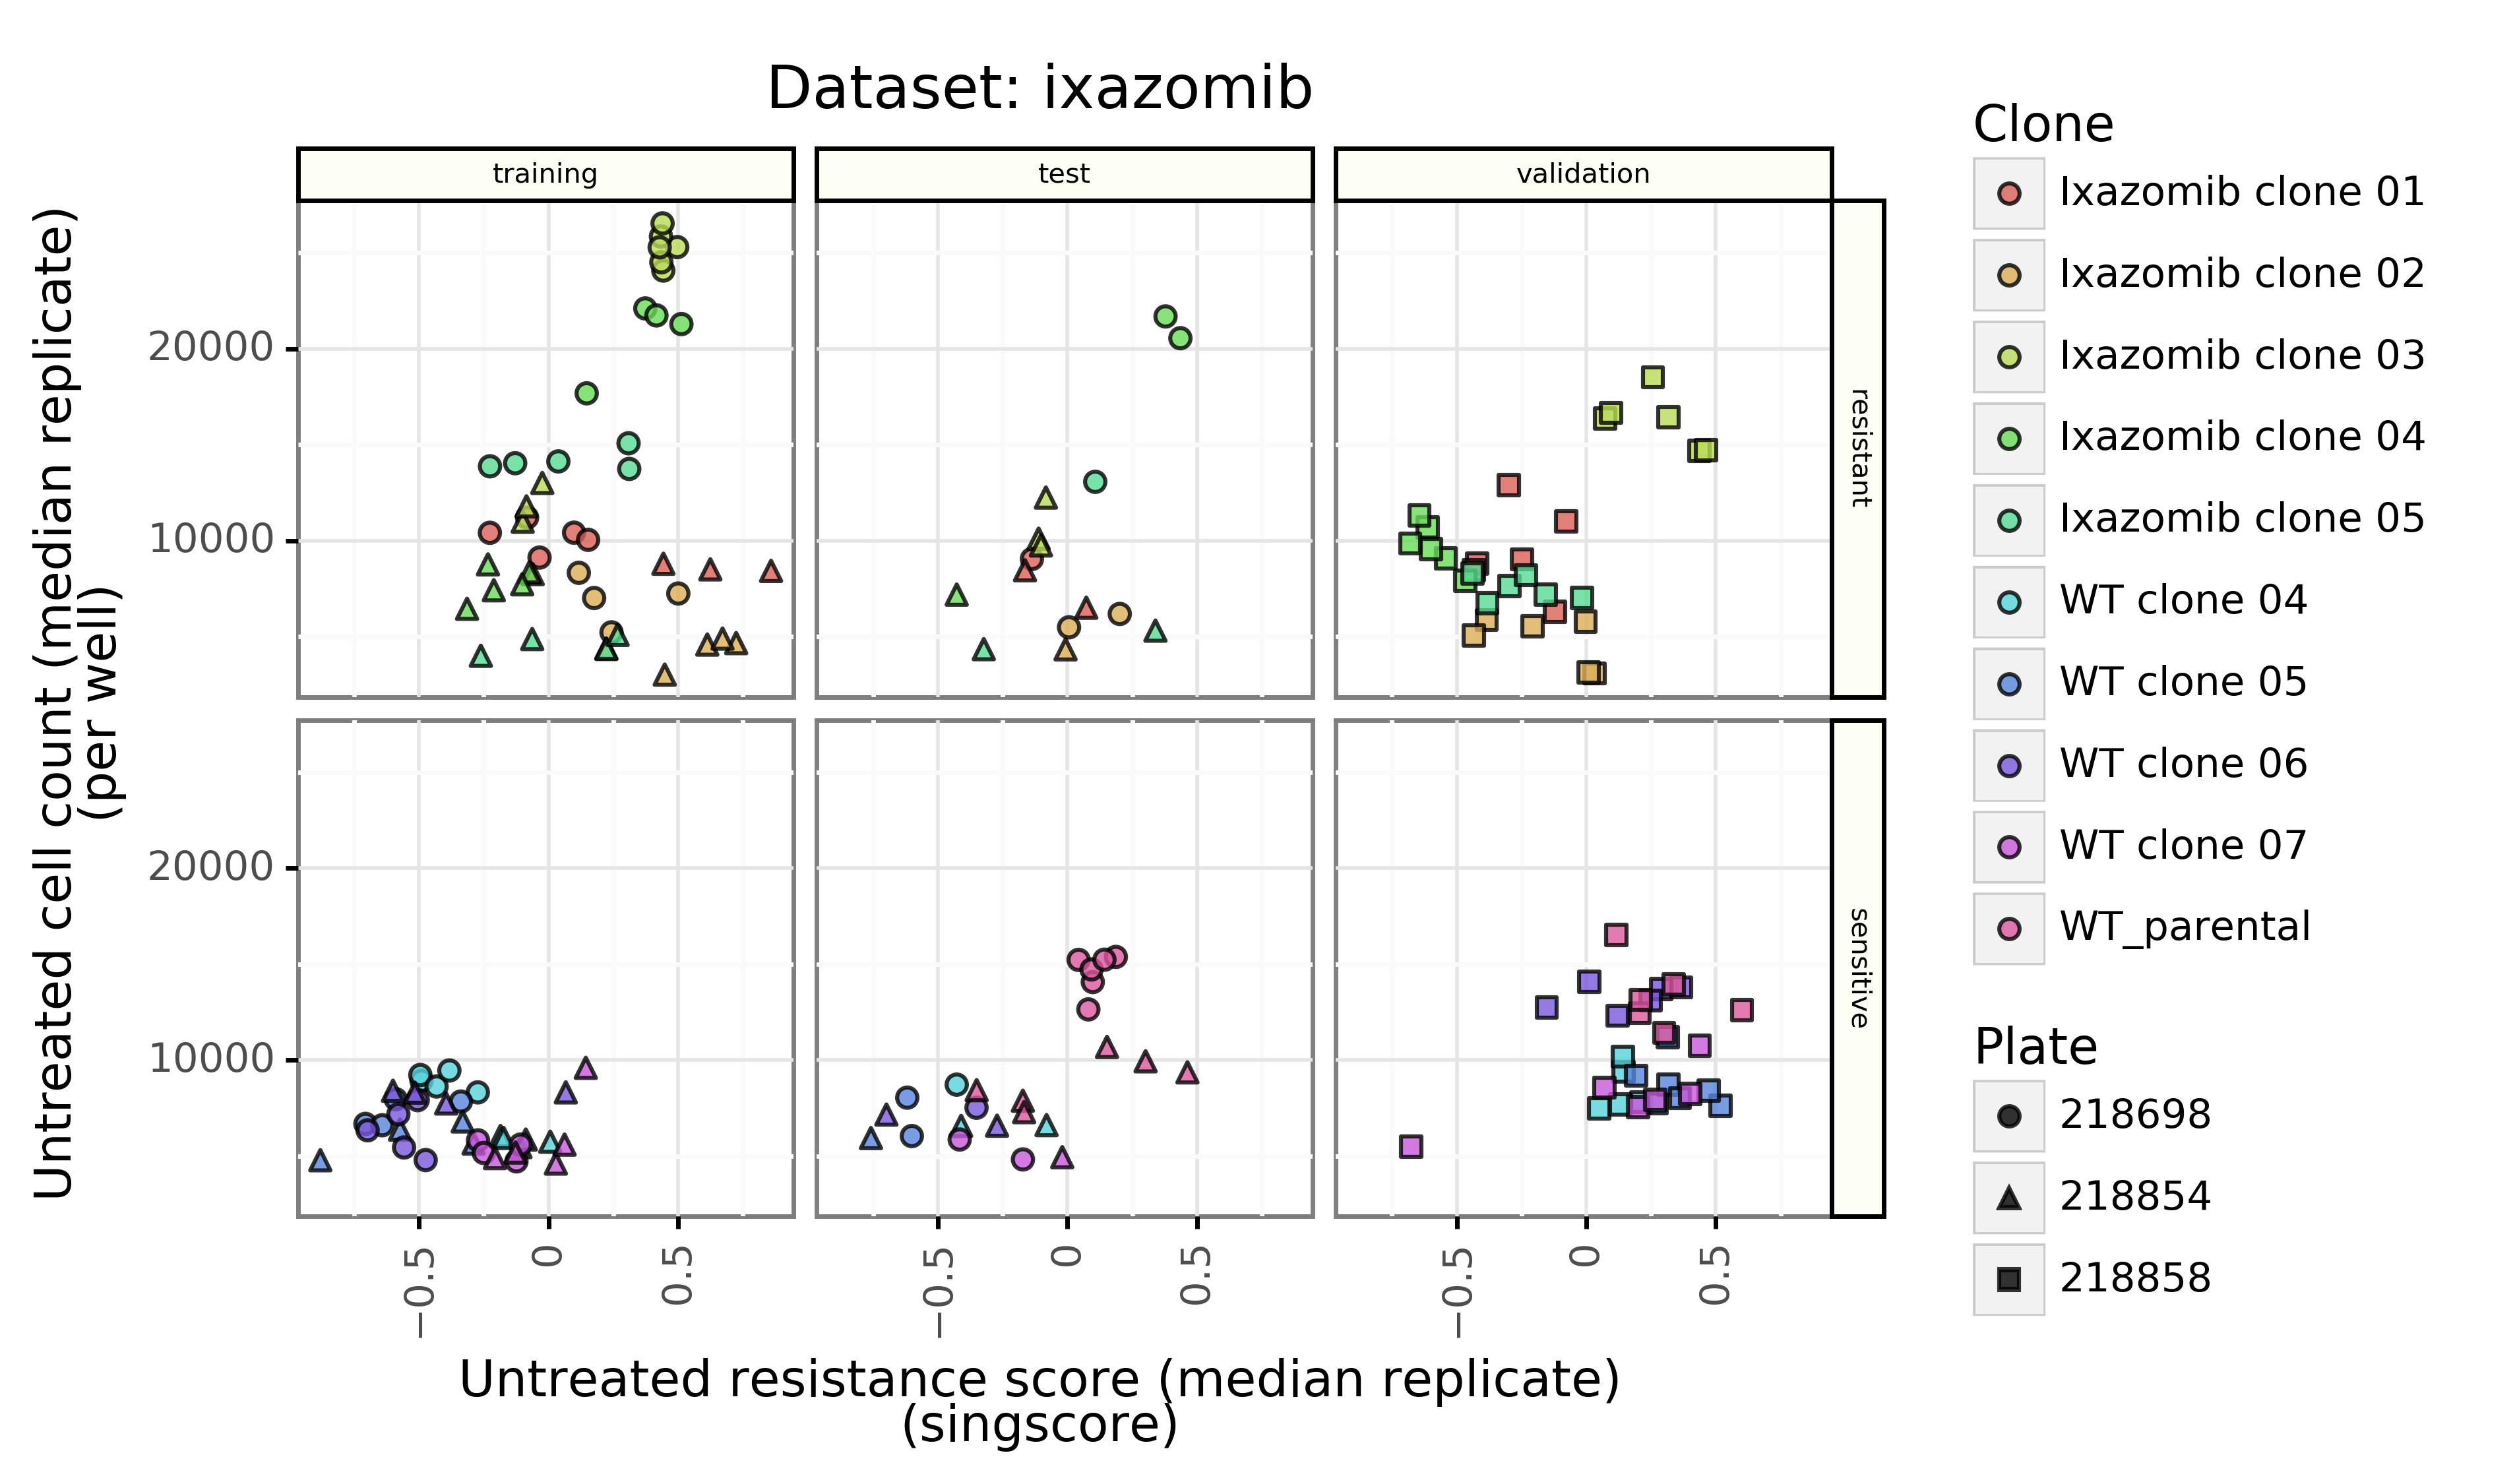 Dataset: ixazomib
training
test
validation
resistant
sensitive
Untreated cell count (median replicate)
(per well)
20000
10000
20000
10000
−0.5
0
0.5
−0.5
0
0.5
−0.5
0
0.5
Untreated resistance score (median replicate)
(singscore)
Clone
Ixazomib clone 01
Ixazomib clone 02
Ixazomib clone 03
Ixazomib clone 04
Ixazomib clone 05
WT clone 04
WT clone 05
WT clone 06
WT clone 07
WT_parental
Plate
218698
218854
218858